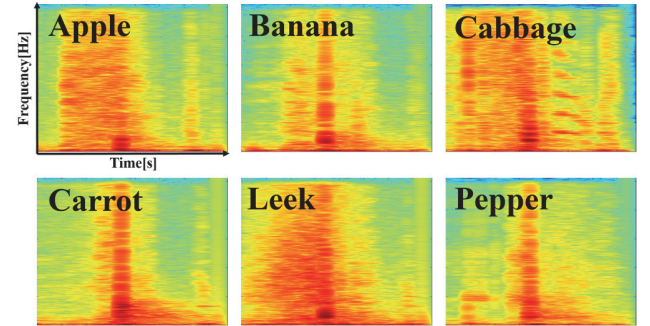 Apple
Banana
Cabbage
Frequency[Hz]
Time[s]
Carrot
Leek
Pepper